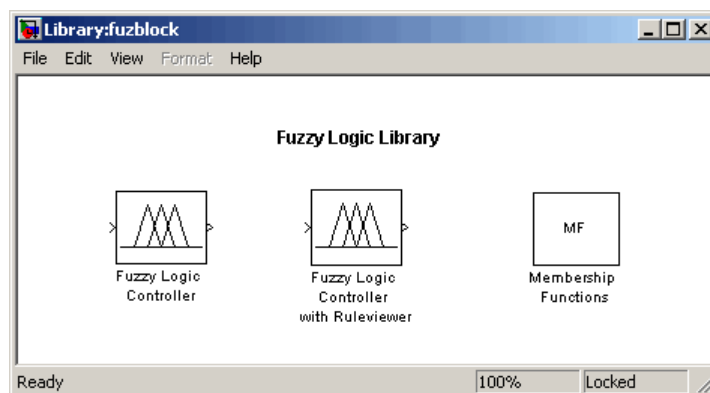 Library:fuzblock
File Edit View Format Help
Fuzzy Logic Library
Fuzzy Logic
Controller
Fuzzy Logic
Controller
with Ruleviewer
MF
Membership
Functions
Ready 100% Locked